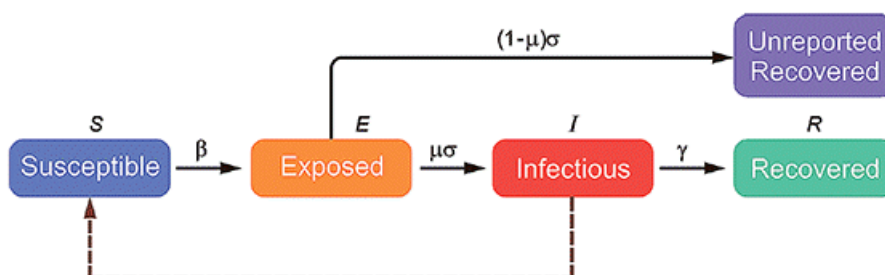 (1-μ)σ
Unreported
Recovered
S
E
I
R
Susceptible
β
Exposed
μσ
Infectious
γ
Recovered